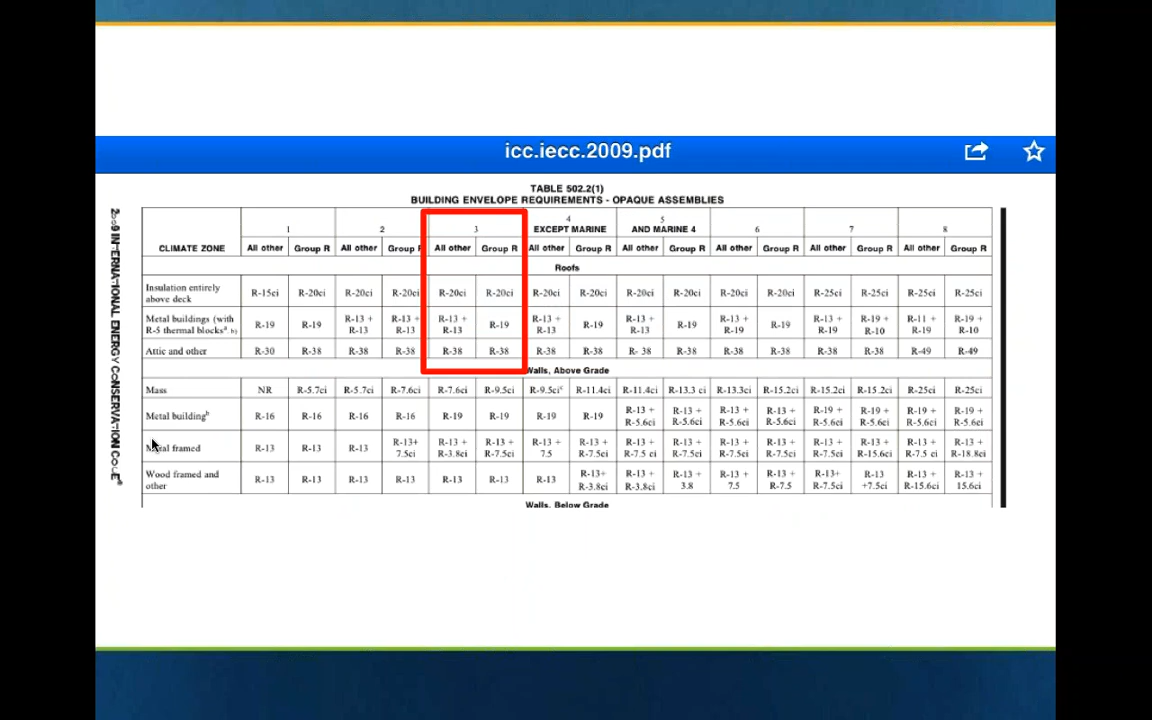 icc.iecc.2009.pdf
TABLE 502.2(1)
BUILDING ENVELOPE REQUIREMENTS - OPAQUE ASSEMBLIES
2009 INTERNATIONAL ENERGY CONSERVATION CODE®
CLIMATE ZONE 1 2 3 4 EXCEPT MARINE 5 AND MARINE 4 6 7 8
All other Group R All other Group R All other Group R All other Group R All other Group R All other Group R All other Group R All other Group R
Roofs
Insulation entirely above deck R-15ci R-20ci R-20ci R-20ci R-20ci R-20ci R-20ci R-20ci R-20ci R-20ci R-20ci R-20ci R-25ci R-25ci R-25ci R-25ci
Metal buildings (with R-5 thermal blocksa, b) R-19 R-19 R-13 + R-13 R-13 + R-13 R-13 + R-13 R-19 R-13 + R-13 R-19 R-13 + R-13 R-19 R-13 + R-19 R-19 R-13 + R-19 R-19 + R-10 R-11 + R-19 R-19 + R-10
Attic and other R-30 R-38 R-38 R-38 R-38 R-38 R-38 R-38 R- 38 R-38 R-38 R-38 R-38 R-38 R-49 R-49
Walls, Above Grade
Mass NR R-5.7ci R-5.7ci R-7.6ci R-7.6ci R-9.5ci R-9.5cic R-11.4ci R-11.4ci R-13.3 ci R-13.3ci R-15.2ci R-15.2ci R-15.2ci R-25ci R-25ci
Metal buildingb R-16 R-16 R-16 R-16 R-19 R-19 R-19 R-19 R-13 + R-5.6ci R-13 + R-5.6ci R-13 + R-5.6ci R-13 + R-5.6ci R-19 + R-5.6ci R-19 + R-5.6ci R-19 + R-5.6ci R-19 + R-5.6ci
Metal framed R-13 R-13 R-13 R-13+ 7.5ci R-13 + R-3.8ci R-13 + R-7.5ci R-13 + 7.5 R-13 + R-7.5ci R-13 + R-7.5 ci R-13 + R-7.5ci R-13 + R-7.5ci R-13 + R-7.5ci R-13 + R-7.5ci R-13 + R-15.6ci R-13 + R-7.5 ci R-13 + R-18.8ci
Wood framed and other R-13 R-13 R-13 R-13 R-13 R-13 R-13 R-13+ R-3.8ci R-13 + R-3.8ci R-13 + 3.8 R-13 + 7.5 R-13 + R-7.5 R-13+ R-7.5ci R-13 +7.5ci R-13 + R-15.6ci R-13 + 15.6ci
Walls, Below Grade